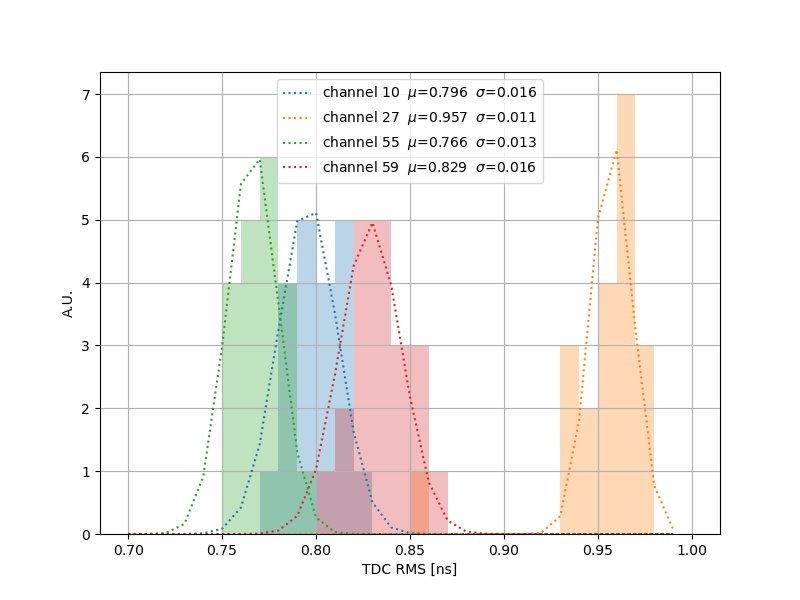 channel 10 μ=0.796 σ=0.016
channel 27 μ=0.957 σ=0.011
channel 55 μ=0.766 σ=0.013
channel 59 μ=0.829 σ=0.016
7
6
5
4
3
2
1
0
A.U.
0.70 0.75 0.80 0.85 0.90 0.95 1.00
TDC RMS [ns]